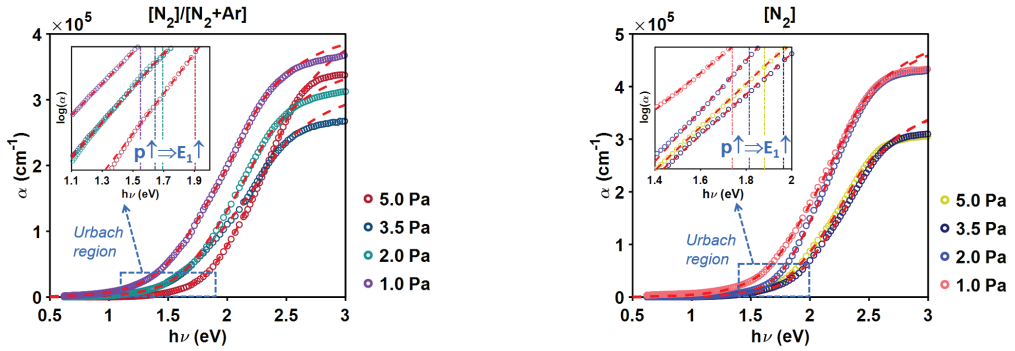 [N₂]/[N₂+Ar]
×10⁵
4
3
2
1
0
α (cm⁻¹)
0.5
1
1.5
2
2.5
3
hν (eV)
log(α)
p↑⇒E₁↑
1.1
1.3
1.5
1.7
1.9
hν (eV)
Urbach
region
5.0 Pa
3.5 Pa
2.0 Pa
1.0 Pa
[N₂]
×10⁵
5
4
3
2
1
0
α (cm⁻¹)
0.5
1
1.5
2
2.5
3
hν (eV)
log(α)
p↑⇒E₁↑
1.4
1.6
1.8
2
hν (eV)
Urbach
region
5.0 Pa
3.5 Pa
2.0 Pa
1.0 Pa